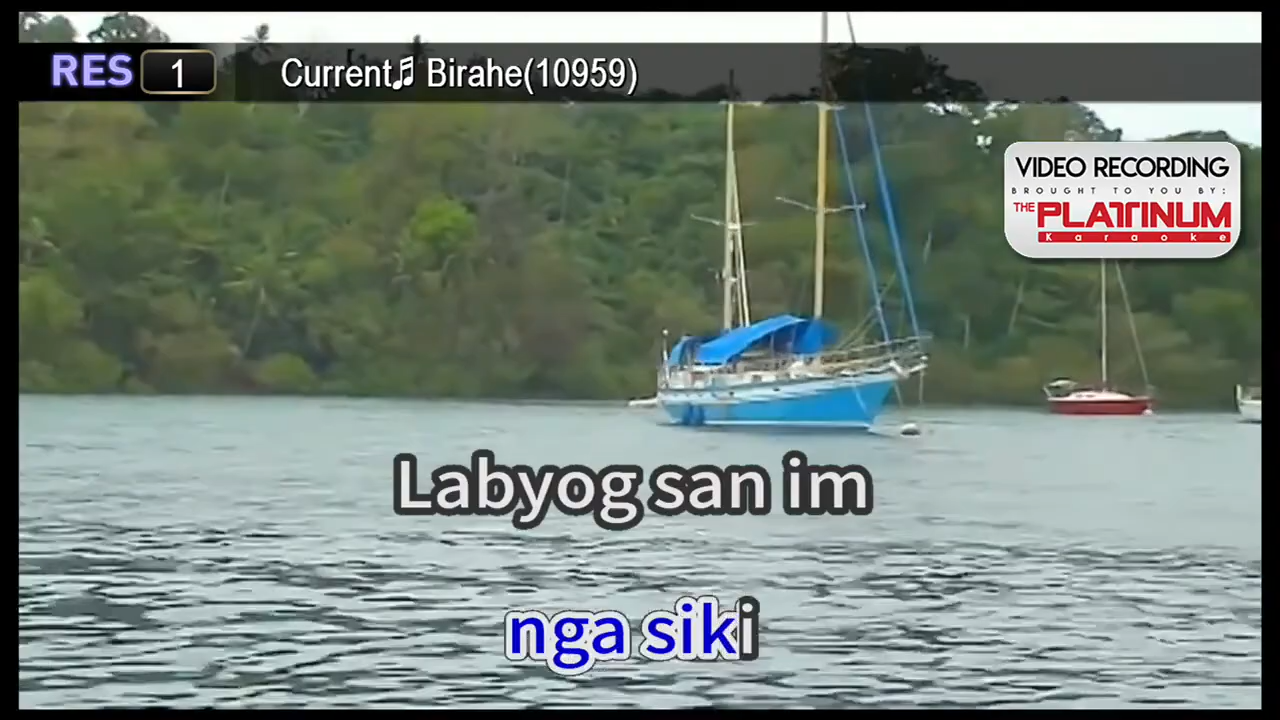 RES 1 Current♬ Birahe(10959)
VIDEO RECORDING
BROUGHT TO YOU BY:
THE PLATINUM
Karaoke
Labyog san im
nga siki